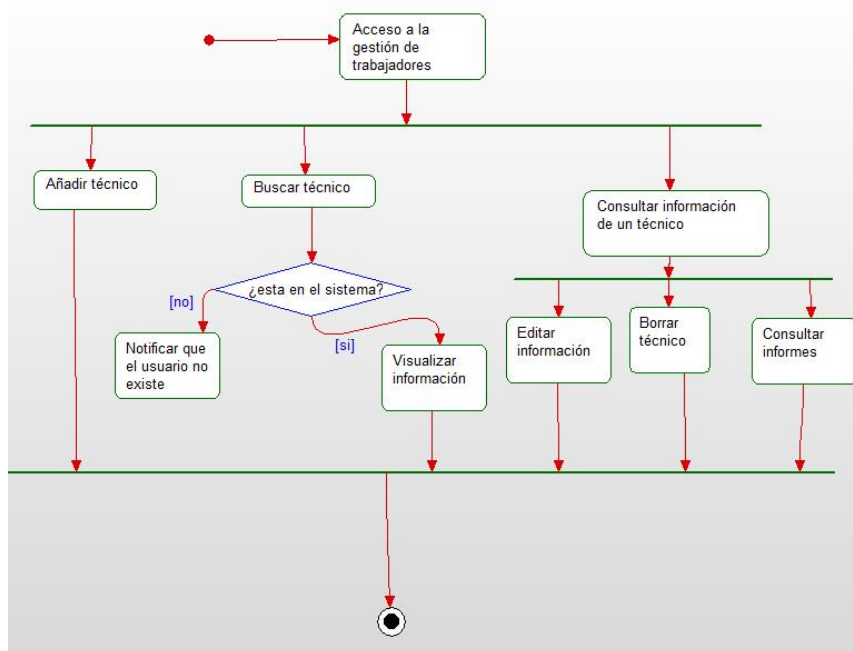 Acceso a la
gestión de
trabajadores
Añadir técnico
Buscar técnico
Consultar información
de un técnico
¿esta en el sistema?
[no]
[si]
Notificar que
el usuario no
existe
Visualizar
información
Editar
información
Borrar
técnico
Consultar
informes